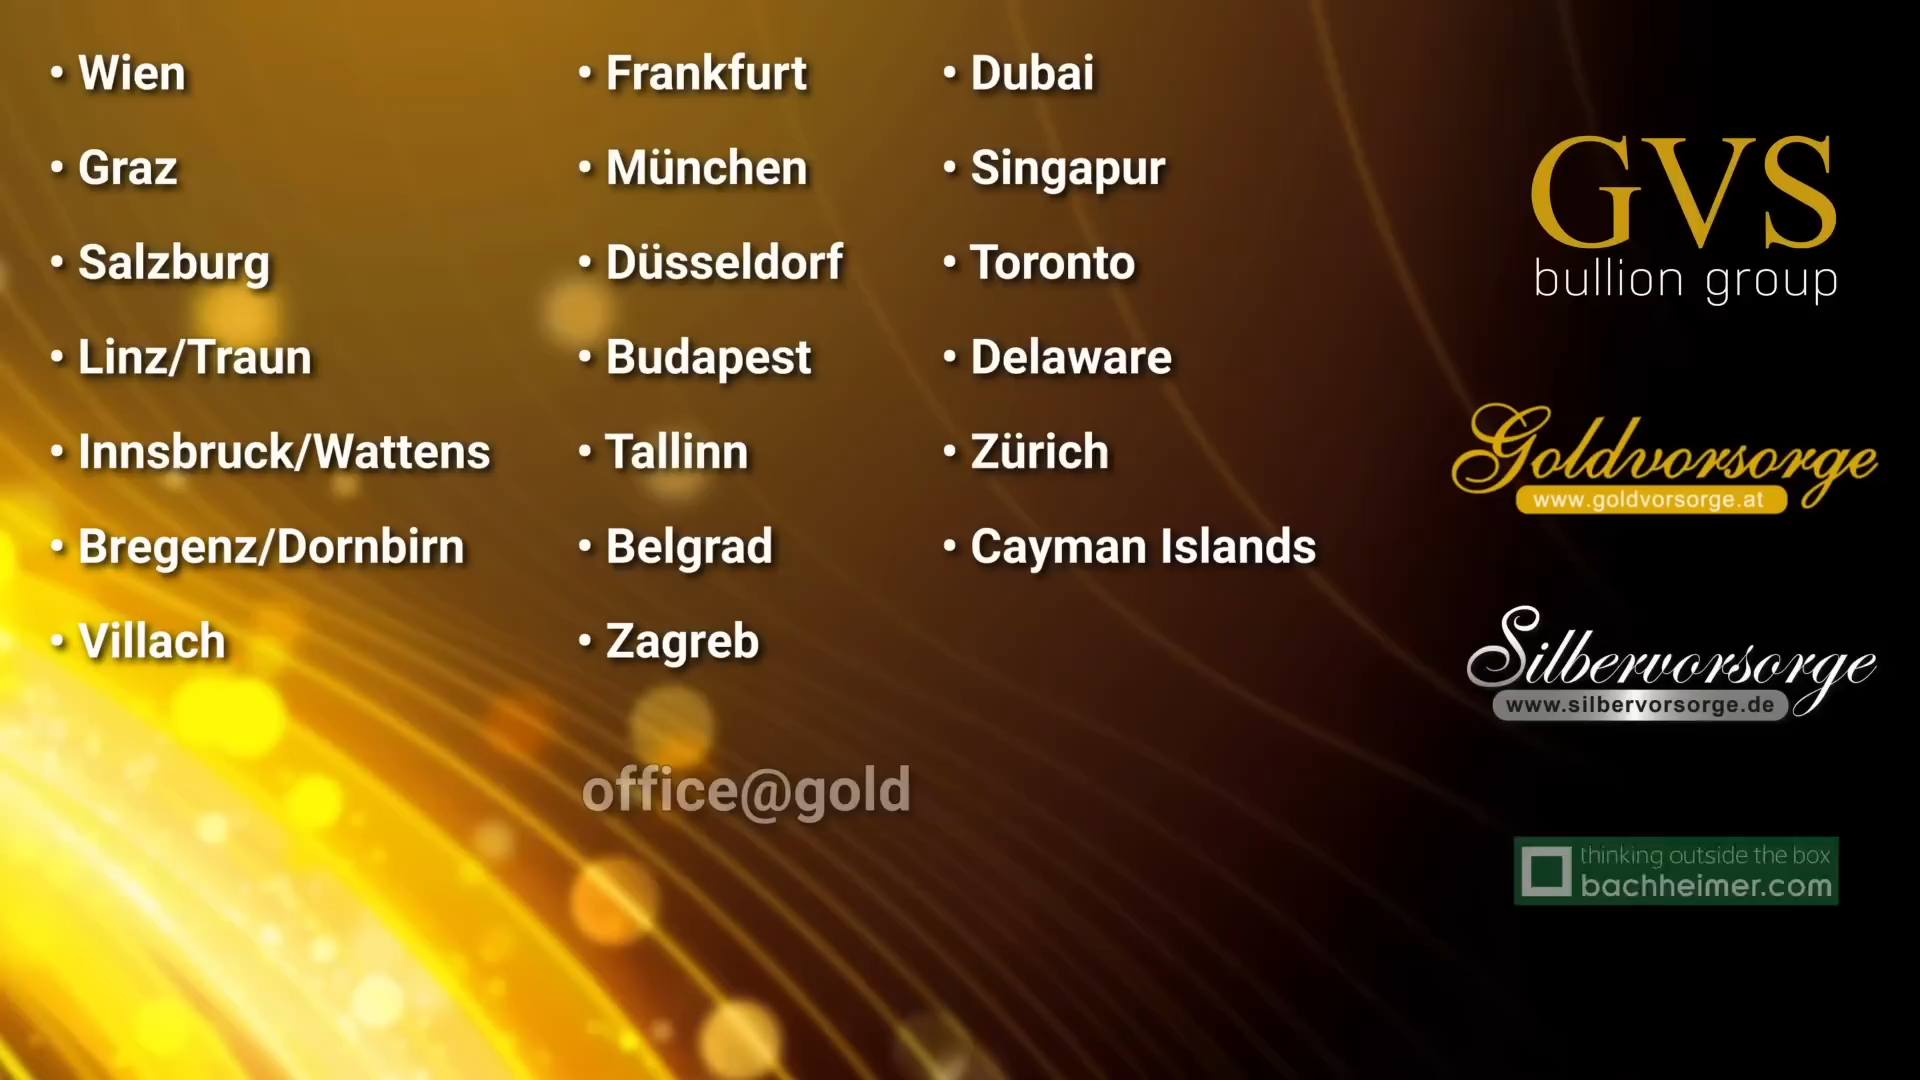 • Wien
• Graz
• Salzburg
• Linz/Traun
• Innsbruck/Wattens
• Bregenz/Dornbirn
• Villach
• Frankfurt
• München
• Düsseldorf
• Budapest
• Tallinn
• Belgrad
• Zagreb
• Dubai
• Singapur
• Toronto
• Delaware
• Zürich
• Cayman Islands
office@gold
GVS
bullion group
Goldvorsorge
www.goldvorsorge.at
Silbervorsorge
www.silbervorsorge.de
thinking outside the box
bachheimer.com